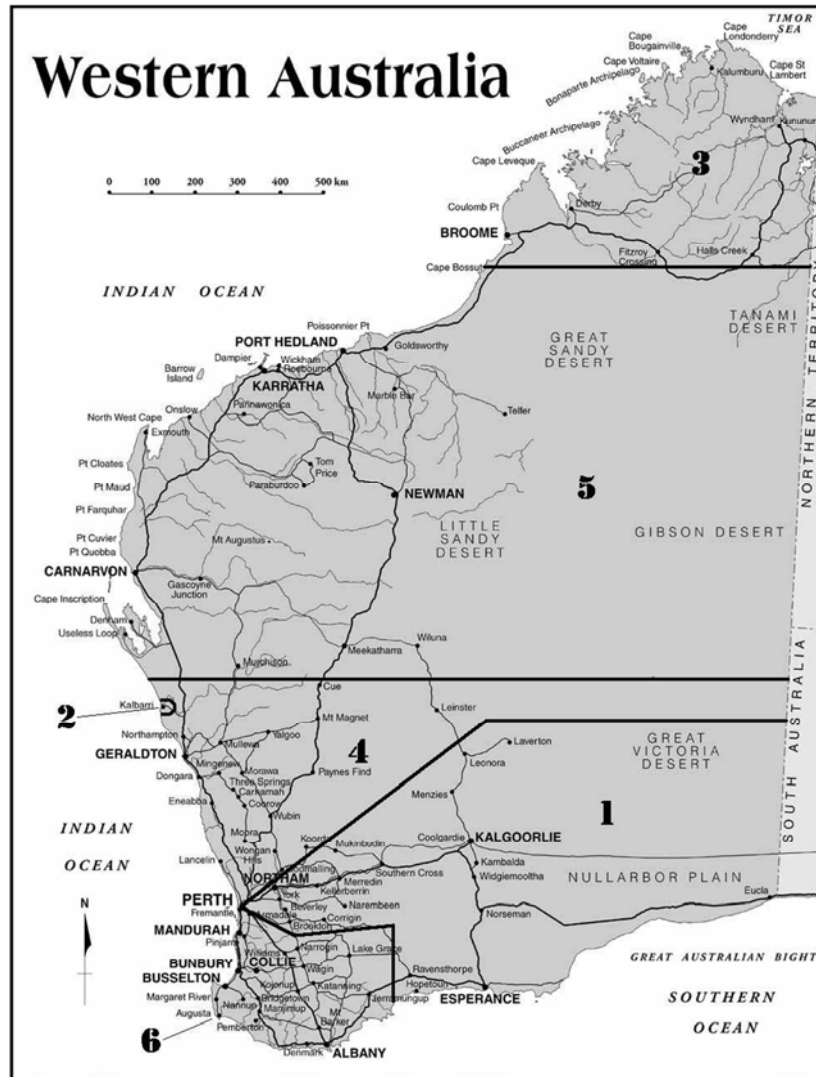 TIMOR
SEA
Cape
Londonderry
Cape
Bougainville
Cape Voltaire
Cape St
Lambert
Western Australia
Bonaparte Archipelago
Kalumburu
Wyndham
Kununur
Buccaneer Archipelago
3
Cape Leveque
0 100 200 300 400 500 km
Coulomb Pt
Derby
BROOME
Fitzroy
Crossing
Halls Creek
Cape Bossut
INDIAN OCEAN
TANAMI
DESERT
Poissonnier Pt
GREAT
SANDY
DESERT
PORT HEDLAND
Goldsworthy
Dampier
Wickham
Roebourne
Barrow
Island
KARRATHA
Marble Bar
Onslow
Pannawonica
Telfer
North West Cape
Exmouth
NORTHERN TERRITORY
Pt Cloates
Tom
Price
Pt Maud
Paraburdoo
5
NEWMAN
Pt Farquhar
LITTLE
SANDY
DESERT
GIBSON DESERT
Pt Cuvier
Mt Augustus
Pt Quobba
CARNARVON
Gascoyne
Junction
Cape Inscription
Denham
Useless Loop
Meekatharra
Wiluna
Murchison
Cue
2
Kalbarri
Leinster
Mt Magnet
SOUTH AUSTRALIA
Northampton
Yalgoo
4
GREAT
VICTORIA
DESERT
Mullewa
Laverton
GERALDTON
Leonora
Mingenew
Morawa
Paynes Find
Dongara
Three Springs
Carnamah
Menzies
Eneabba
Coorow
1
Wubin
INDIAN
OCEAN
Moora
Koorda
Mukinbudin
Coolgardie
KALGOORLIE
Wongan
Hills
Lancelin
Goomalling
Southern Cross
Kambalda
NORTHAM
Merredin
Widgiemooltha
NULLARBOR PLAIN
York
Kellerberrin
Eucla
N
PERTH
Beverley
Narembeen
Fremantle
Armadale
Corrigin
Norseman
Brookton
MANDURAH
Pinjarra
Narrogin
Lake Grace
GREAT AUSTRALIAN BIGHT
Williams
BUNBURY
COLLIE
Wagin
Ravensthorpe
BUSSELTON
Kojonup
Katanning
Hopetoun
ESPERANCE
SOUTHERN
OCEAN
Margaret River
Bridgetown
Jerramungup
Nannup
Manjimup
Augusta
Mt
Barker
6
Pemberton
Denmark
ALBANY